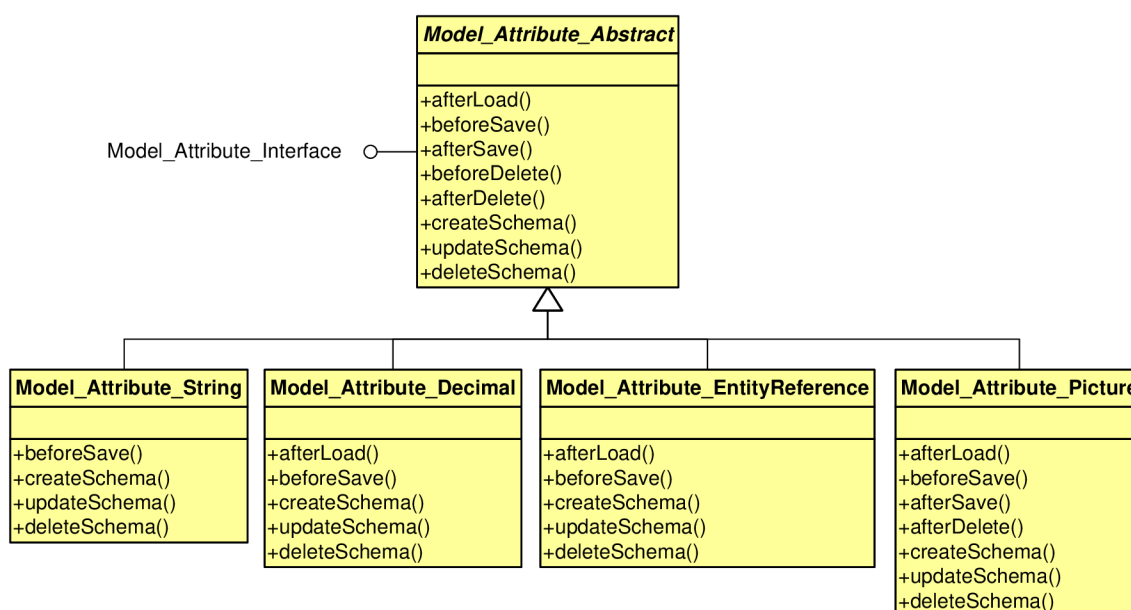 Model_Attribute_Abstract
+afterLoad()
+beforeSave()
Model_Attribute_Interface
+afterSave()
+beforeDelete()
+afterDelete()
+createSchema()
+updateSchema()
+deleteSchema()
Model_Attribute_String
+beforeSave()
+createSchema()
+updateSchema()
+deleteSchema()
Model_Attribute_Decimal
+afterLoad()
+beforeSave()
+createSchema()
+updateSchema()
+deleteSchema()
Model_Attribute_EntityReference
+afterLoad()
+beforeSave()
+createSchema()
+updateSchema()
+deleteSchema()
Model_Attribute_Picture
+afterLoad()
+beforeSave()
+afterSave()
+afterDelete()
+createSchema()
+updateSchema()
+deleteSchema()